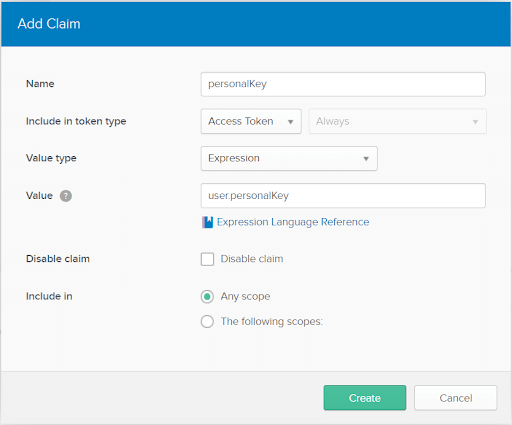 Add Claim
Name personalKey
Include in token type Access Token Always
Value type Expression
Value ? user.personalKey
Expression Language Reference
Disable claim Disable claim
Include in Any scope
The following scopes:
Create Cancel